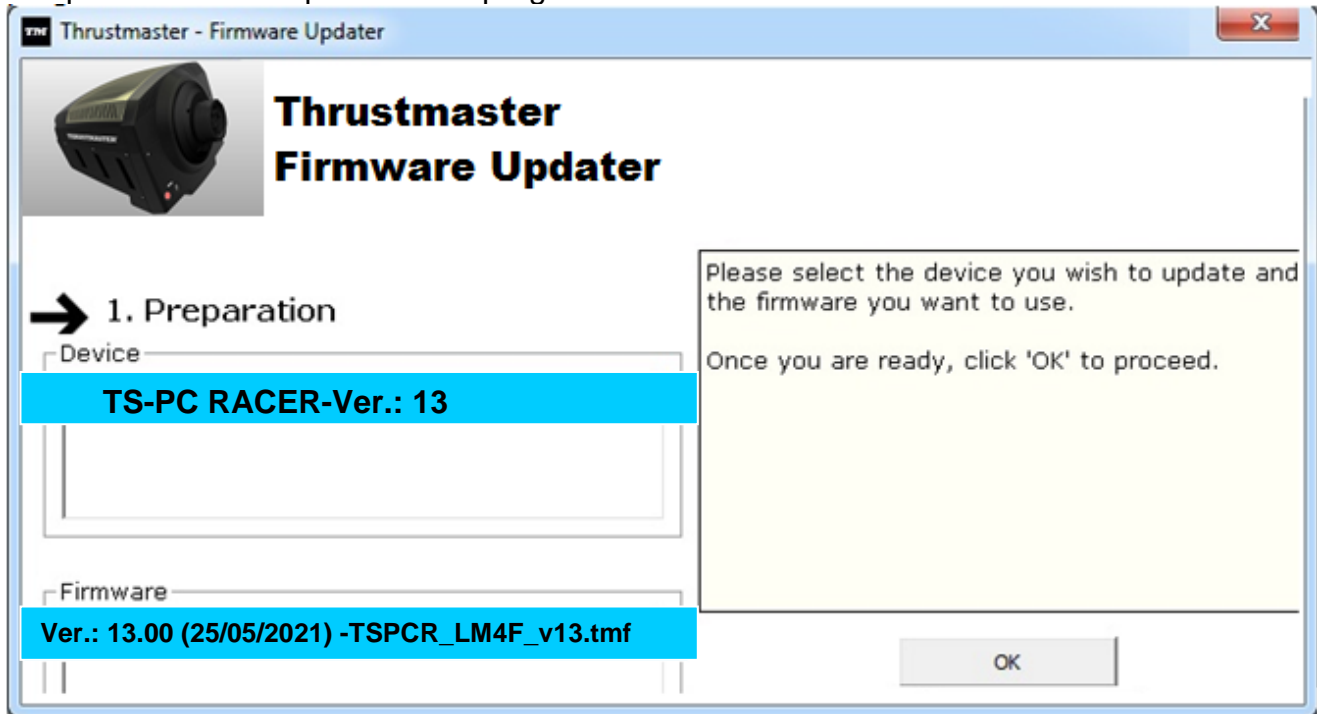 Thrustmaster - Firmware Updater
Thrustmaster
Firmware Updater
1. Preparation
Device
TS-PC RACER-Ver.: 13
Firmware
Ver.: 13.00 (25/05/2021) -TSPCR_LM4F_v13.tmf
Please select the device you wish to update and
the firmware you want to use.
Once you are ready, click 'OK' to proceed.
OK